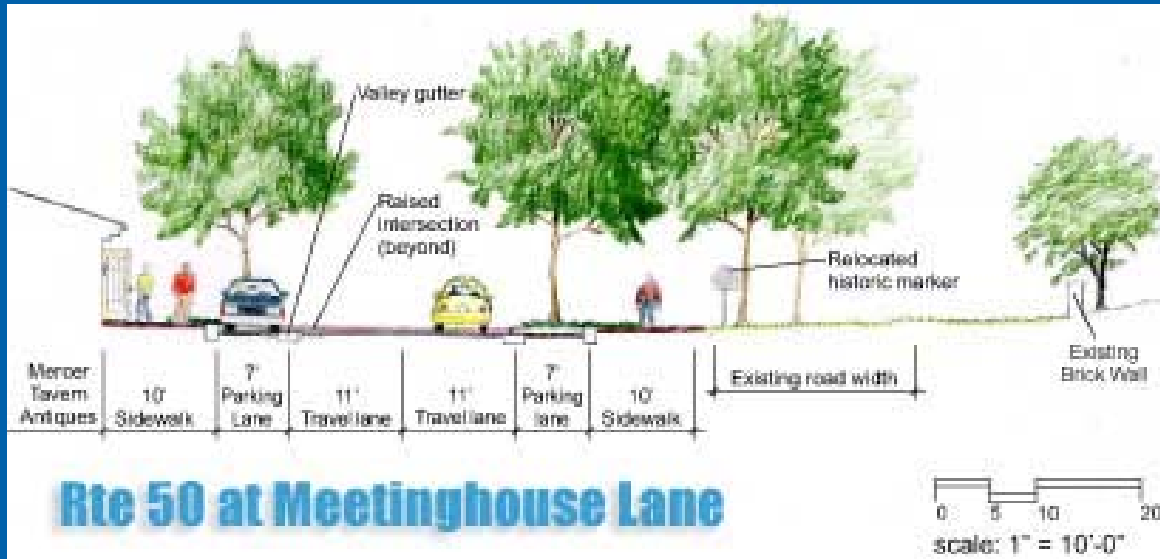 Valley gutter
Raised
intersection
(beyond)
Relocated
historic marker
Existing
Brick Wall
Mercer
Tavern
Antiques
10'
Sidewalk
7'
Parking
Lane
11'
Travel lane
11'
Travel lane
7'
Parking
lane
10'
Sidewalk
Existing road width
Rte 50 at Meetinghouse Lane
0 5 10 20
scale: 1" = 10'-0"